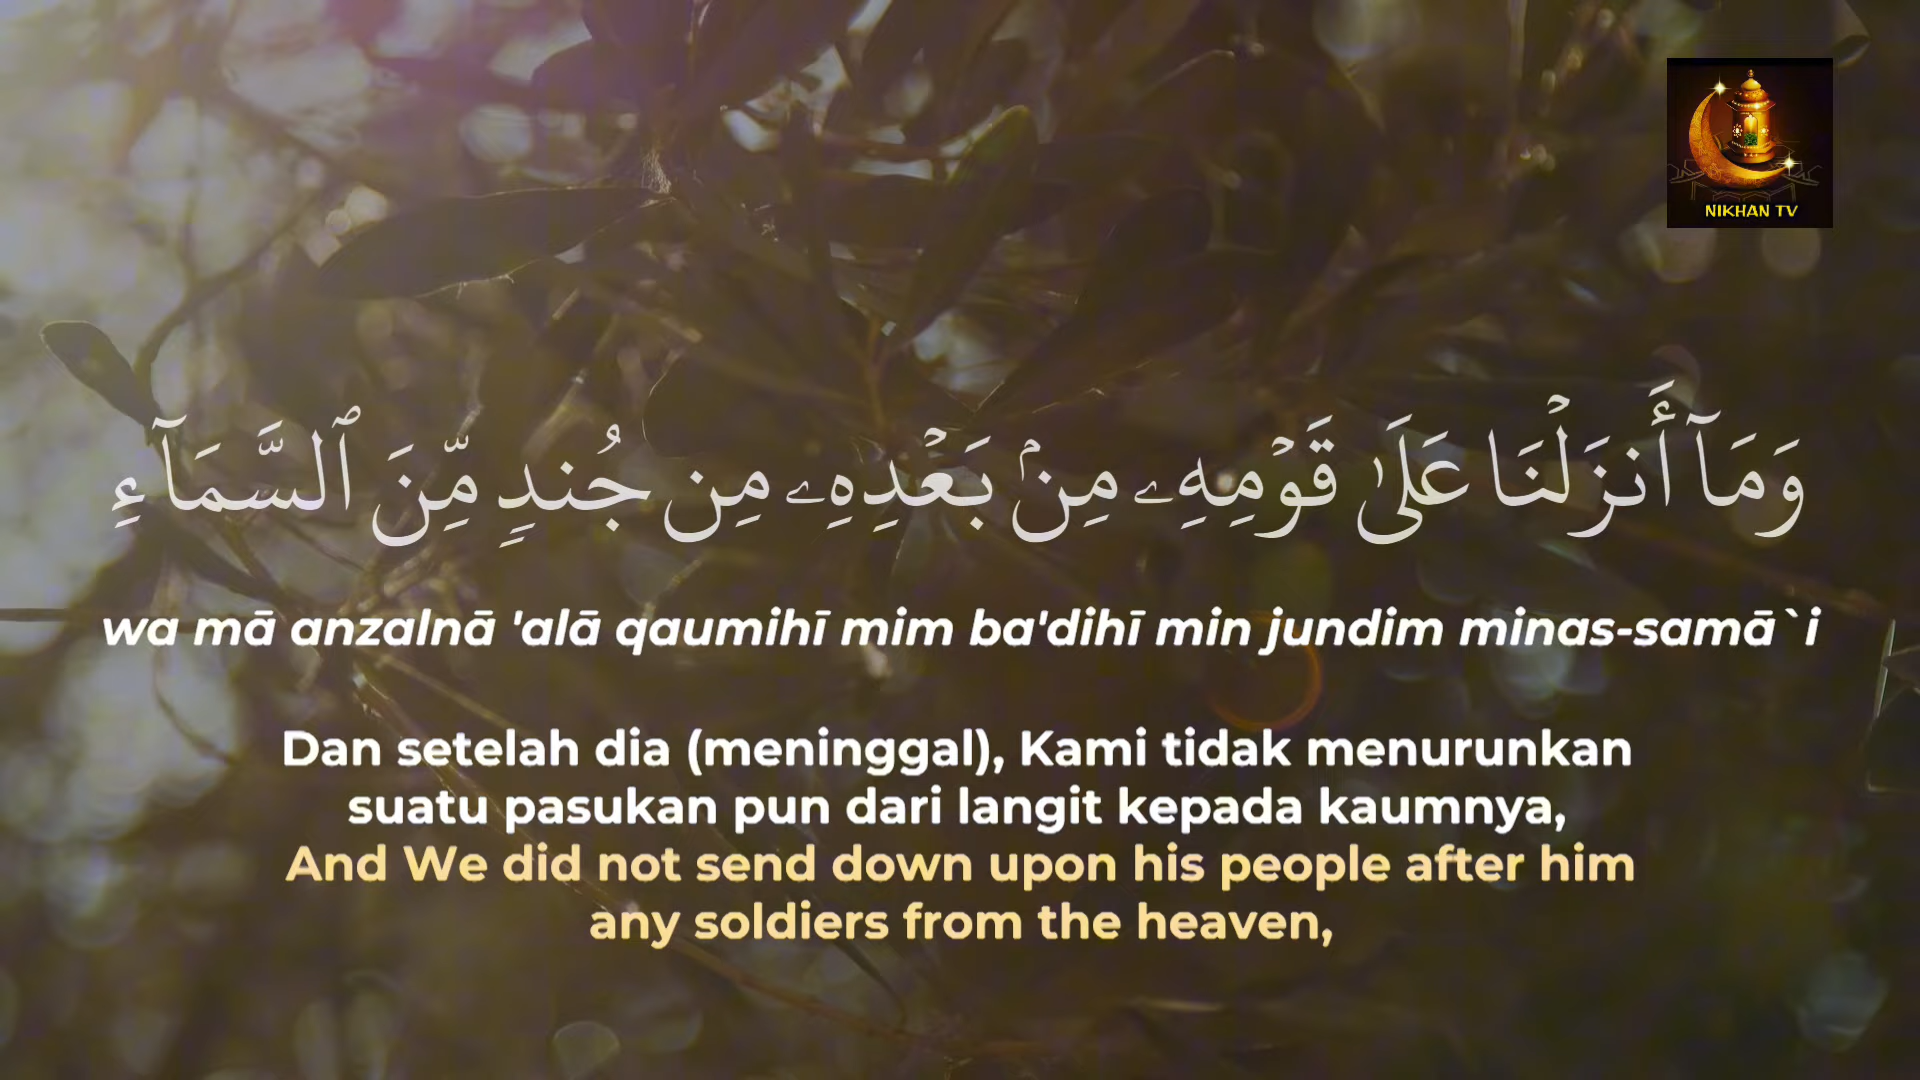 NIKHAN TV
وَمَآ أَنزَلْنَا عَلَىٰ قَوْمِهِۦ مِنۢ بَعْدِهِۦ مِن جُندٍ مِّنَ ٱلسَّمَآءِ
wa mā anzalnā 'alā qaumihī mim ba'dihī min jundim minas-samā`i
Dan setelah dia (meninggal), Kami tidak menurunkan
suatu pasukan pun dari langit kepada kaumnya,
And We did not send down upon his people after him
any soldiers from the heaven,